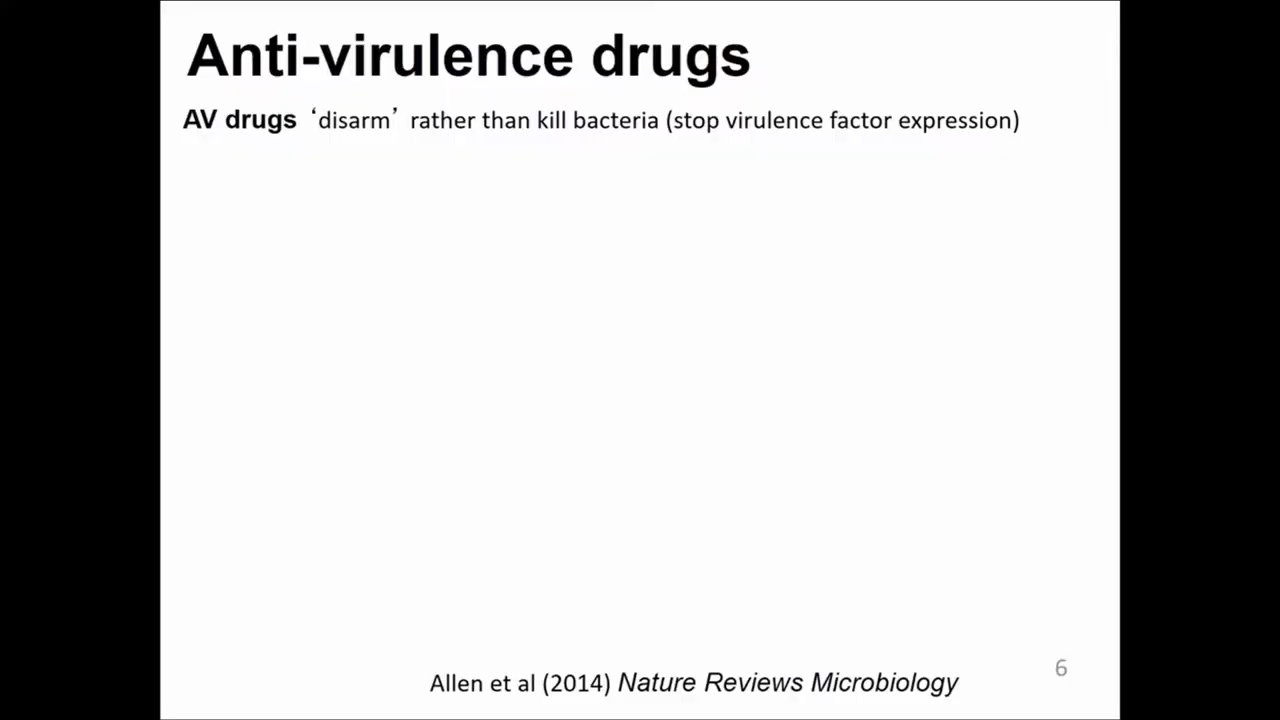 Anti-virulence drugs
AV drugs ‘disarm’ rather than kill bacteria (stop virulence factor expression)
6
Allen et al (2014) Nature Reviews Microbiology